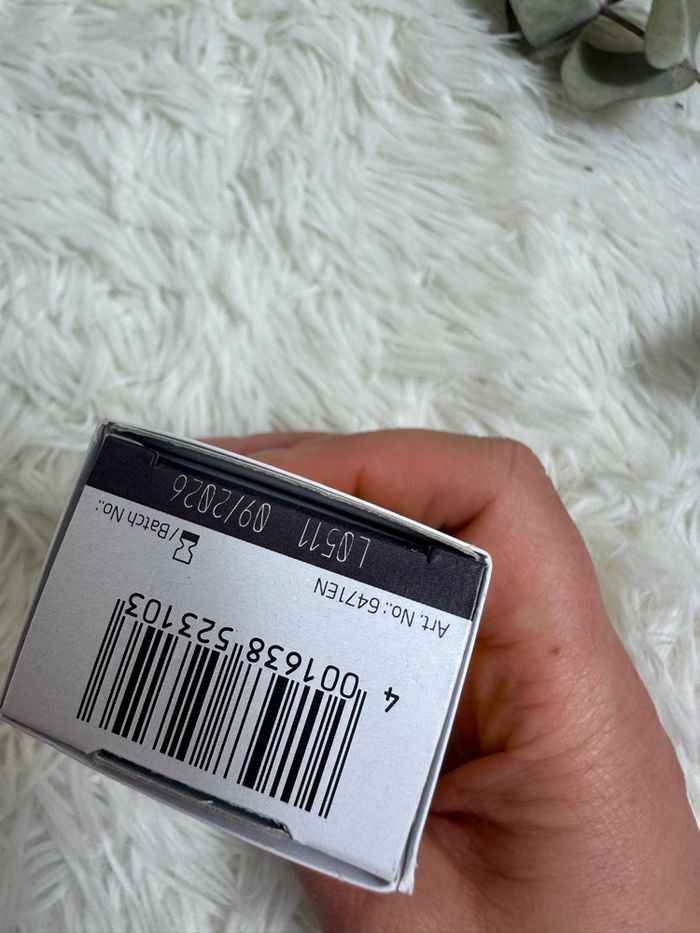 L0511 09/2026
/Batch No.:
Art. No.: 6471EN
4 001638 523103